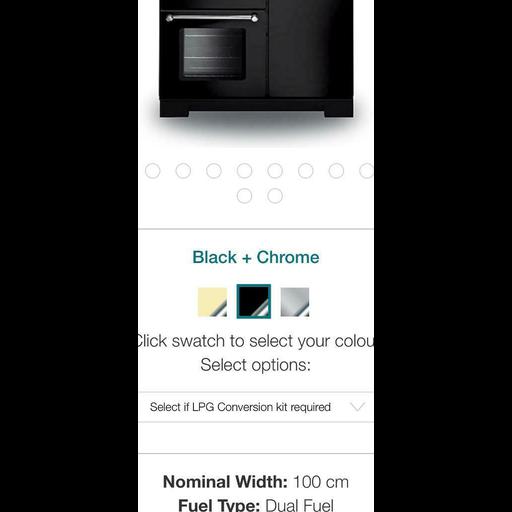 Black + Chrome
Click swatch to select your colou
Select options:
Select if LPG Conversion kit required
Nominal Width: 100 cm
Fuel Type: Dual Fuel